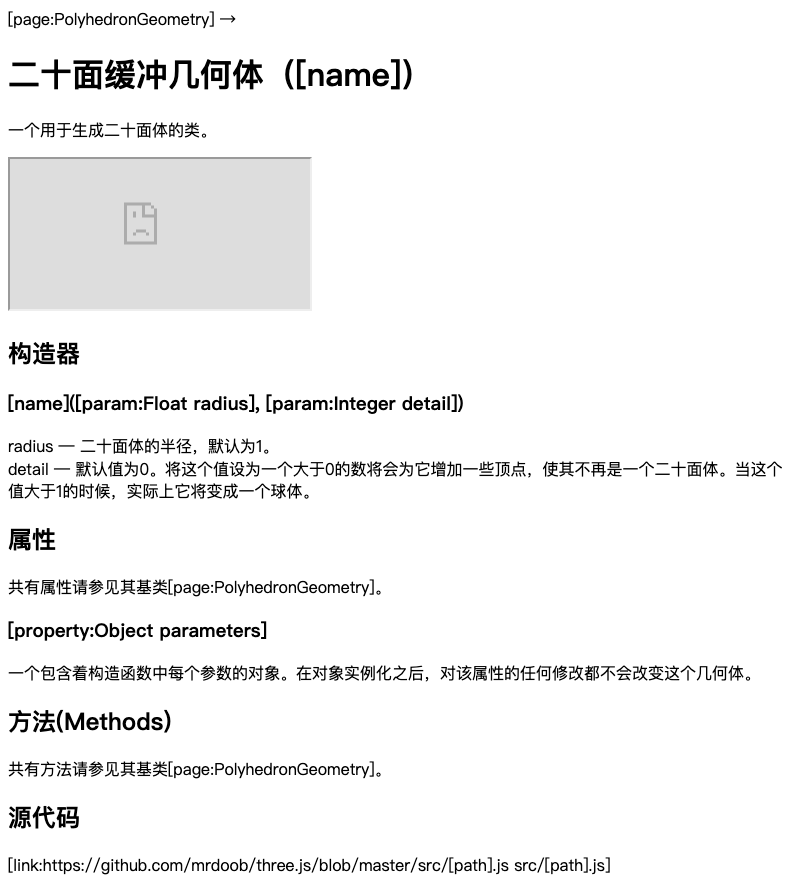 [page:PolyhedronGeometry] →
二十面缓冲几何体（[name]）
一个用于生成二十面体的类。
构造器
[name]([param:Float radius], [param:Integer detail])
radius — 二十面体的半径，默认为1。
detail — 默认值为0。将这个值设为一个大于0的数将会为它增加一些顶点，使其不再是一个二十面体。当这个
值大于1的时候，实际上它将变成一个球体。
属性
共有属性请参见其基类[page:PolyhedronGeometry]。
[property:Object parameters]
一个包含着构造函数中每个参数的对象。在对象实例化之后，对该属性的任何修改都不会改变这个几何体。
方法(Methods)
共有方法请参见其基类[page:PolyhedronGeometry]。
源代码
[link:https://github.com/mrdoob/three.js/blob/master/src/[path].js src/[path].js]